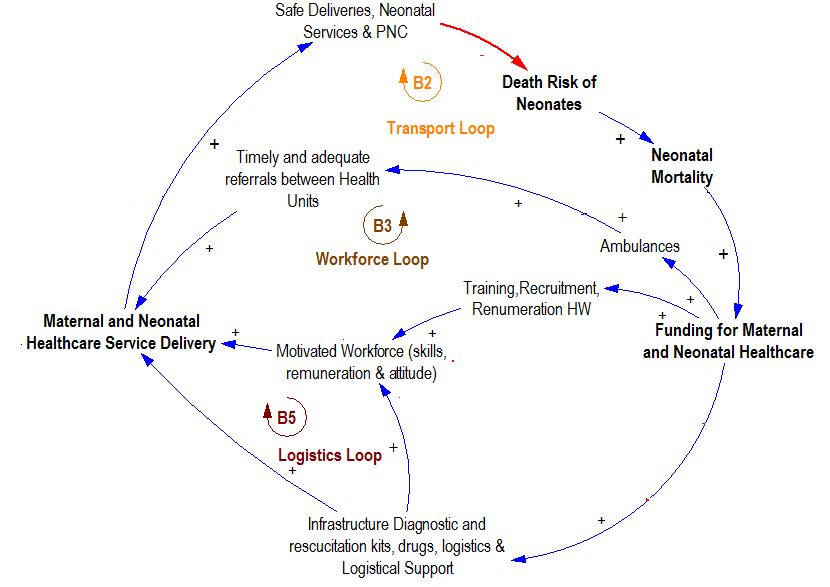 Safe Deliveries, Neonatal
Services & PNC
-
B2
Transport Loop
Death Risk of
Neonates
+
Neonatal
Mortality
+
Timely and adequate
referrals between Health
Units
+
+
+
+
B3
Workforce Loop
Ambulances
+
+
Training,Recruitment,
Renumeration HW
Funding for Maternal
and Neonatal Healthcare
Maternal and Neonatal
Healthcare Service Delivery
+
+
Motivated Workforce (skills,
remuneration & attitude)
B5
Logistics Loop
+
+
+
Infrastructure Diagnostic and
rescucitation kits, drugs, logistics &
Logistical Support